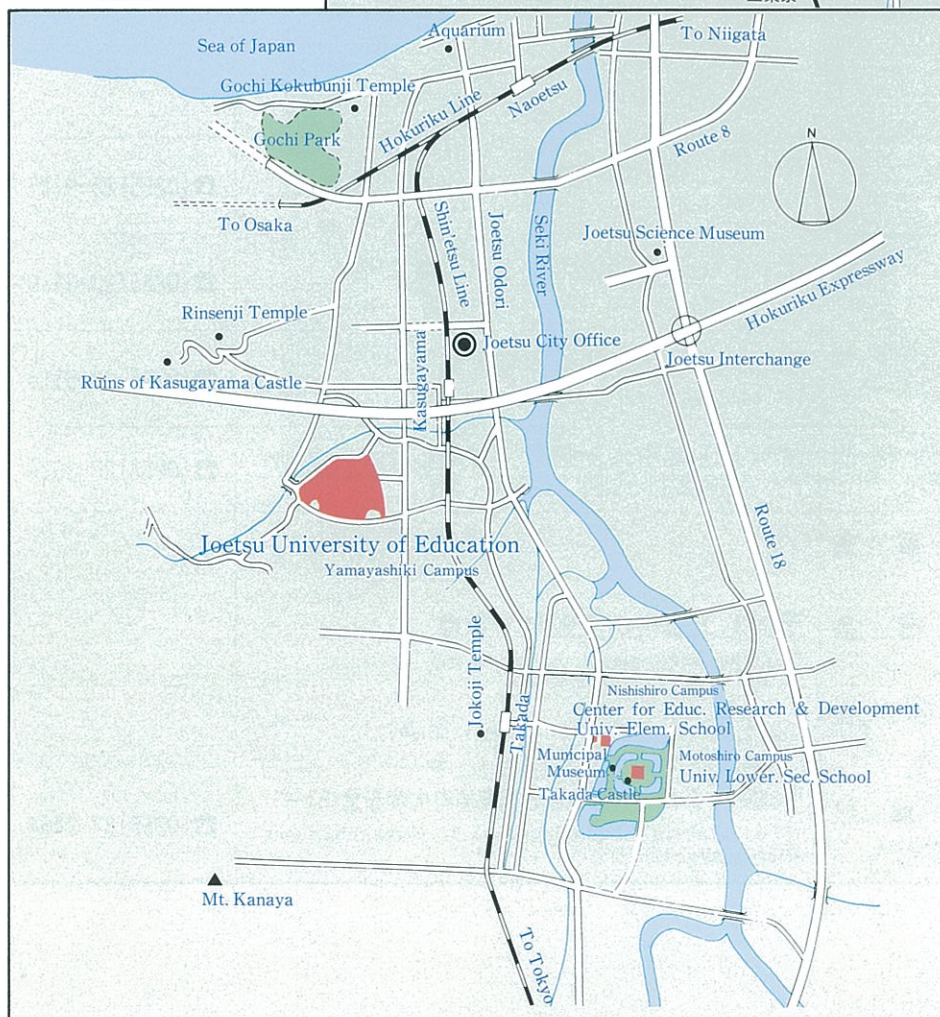 Sea of Japan
Aquarium
To Niigata
Gochi Kokubunji Temple
Hokuriku Line
Naoetsu
Gochi Park
Route 8
N
To Osaka
Shin'etsu Line
Joetsu Odori
Seki River
Joetsu Science Museum
Hokuriku Expressway
Rinsenji Temple
Joetsu City Office
Joetsu Interchange
Ruins of Kasugayama Castle
Kasugayama
Joetsu University of Education
Yamayashiki Campus
Route 18
Jokoji Temple
Takada
Nishishiro Campus
Center for Educ. Research & Development
Univ. Elem. School
Municipal
Museum
Motoshiro Campus
Univ. Lower. Sec. School
Takada Castle
Mt. Kanaya
To Tokyo